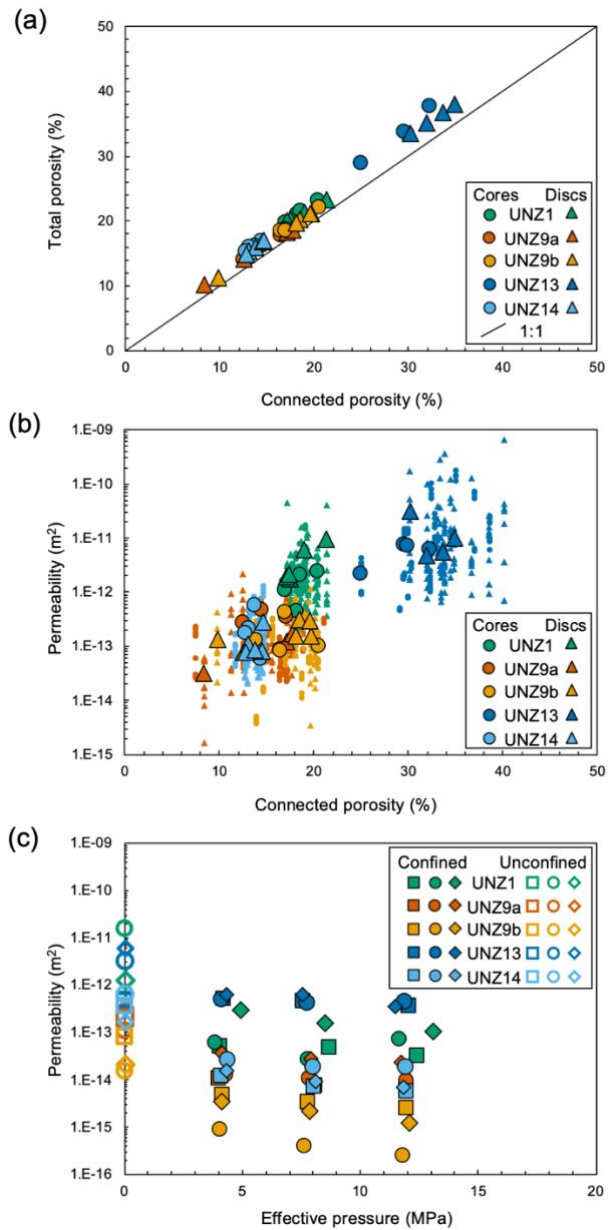 (a)
50
40
30
20
10
0
Total porosity (%)
Cores Discs
UNZ1
UNZ9a
UNZ9b
UNZ13
UNZ14
1:1
0 10 20 30 40 50
Connected porosity (%)
(b)
1.E-09
1.E-10
1.E-11
1.E-12
1.E-13
1.E-14
1.E-15
Permeability (m²)
Cores Discs
UNZ1
UNZ9a
UNZ9b
UNZ13
UNZ14
0 10 20 30 40 50
Connected porosity (%)
(c)
1.E-09
1.E-10
1.E-11
1.E-12
1.E-13
1.E-14
1.E-15
1.E-16
Permeability (m²)
Confined Unconfined
UNZ1
UNZ9a
UNZ9b
UNZ13
UNZ14
0 5 10 15 20
Effective pressure (MPa)